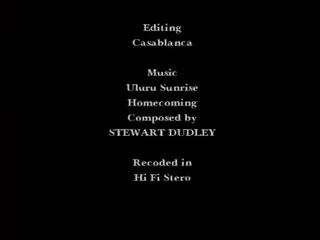 Editing
Casablanca
Music
Uluru Sunrise
Homecoming
Composed by
STEWART DUDLEY
Recoded in
Hi Fi Stero